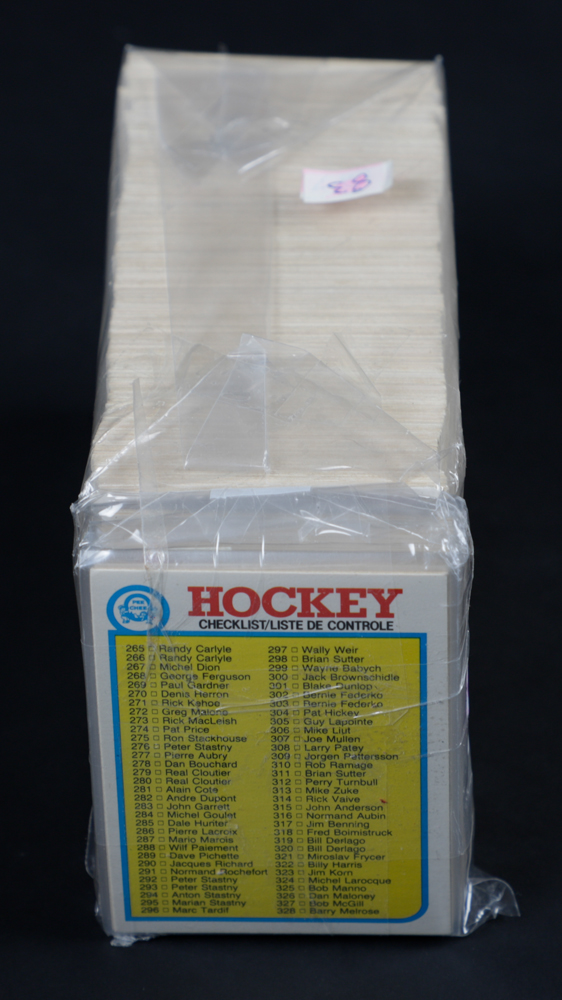 83
HOCKEY
CHECKLIST/LISTE DE CONTROLE
265 □ Randy Carlyle
266 □ Randy Carlyle
267 □ Michel Dion
268 □ George Ferguson
269 □ Paul Gardner
270 □ Denis Herron
271 □ Rick Kehoe
272 □ Greg Malone
273 □ Rick MacLeish
274 □ Pat Price
275 □ Ron Stackhouse
276 □ Peter Stastny
277 □ Pierre Aubry
278 □ Dan Bouchard
279 □ Real Cloutier
280 □ Real Cloutier
281 □ Alain Cote
282 □ Andre Dupont
283 □ John Garrett
284 □ Michel Goulet
285 □ Dale Hunter
286 □ Pierre Lacroix
287 □ Mario Marois
288 □ Wilf Paiement
289 □ Dave Pichette
290 □ Jacques Richard
291 □ Normand Rochefort
292 □ Peter Stastny
293 □ Peter Stastny
294 □ Anton Stastny
295 □ Marian Stastny
296 □ Marc Tardif
297 □ Wally Weir
298 □ Brian Sutter
299 □ Wayne Babych
300 □ Jack Brownschidle
301 □ Blake Dunlop
302 □ Bernie Federko
303 □ Bernie Federko
304 □ Pat Hickey
305 □ Guy Lapointe
306 □ Mike Liut
307 □ Joe Mullen
308 □ Larry Patey
309 □ Jorgen Pattersson
310 □ Rob Ramage
311 □ Brian Sutter
312 □ Perry Turnbull
313 □ Mike Zuke
314 □ Rick Vaive
315 □ John Anderson
316 □ Normand Aubin
317 □ Jim Benning
318 □ Fred Boimistruck
319 □ Bill Derlago
320 □ Bill Derlago
321 □ Miroslav Frycer
322 □ Billy Harris
323 □ Jim Korn
324 □ Michel Larocque
325 □ Bob Manno
326 □ Dan Maloney
327 □ Bob McGill
328 □ Barry Melrose